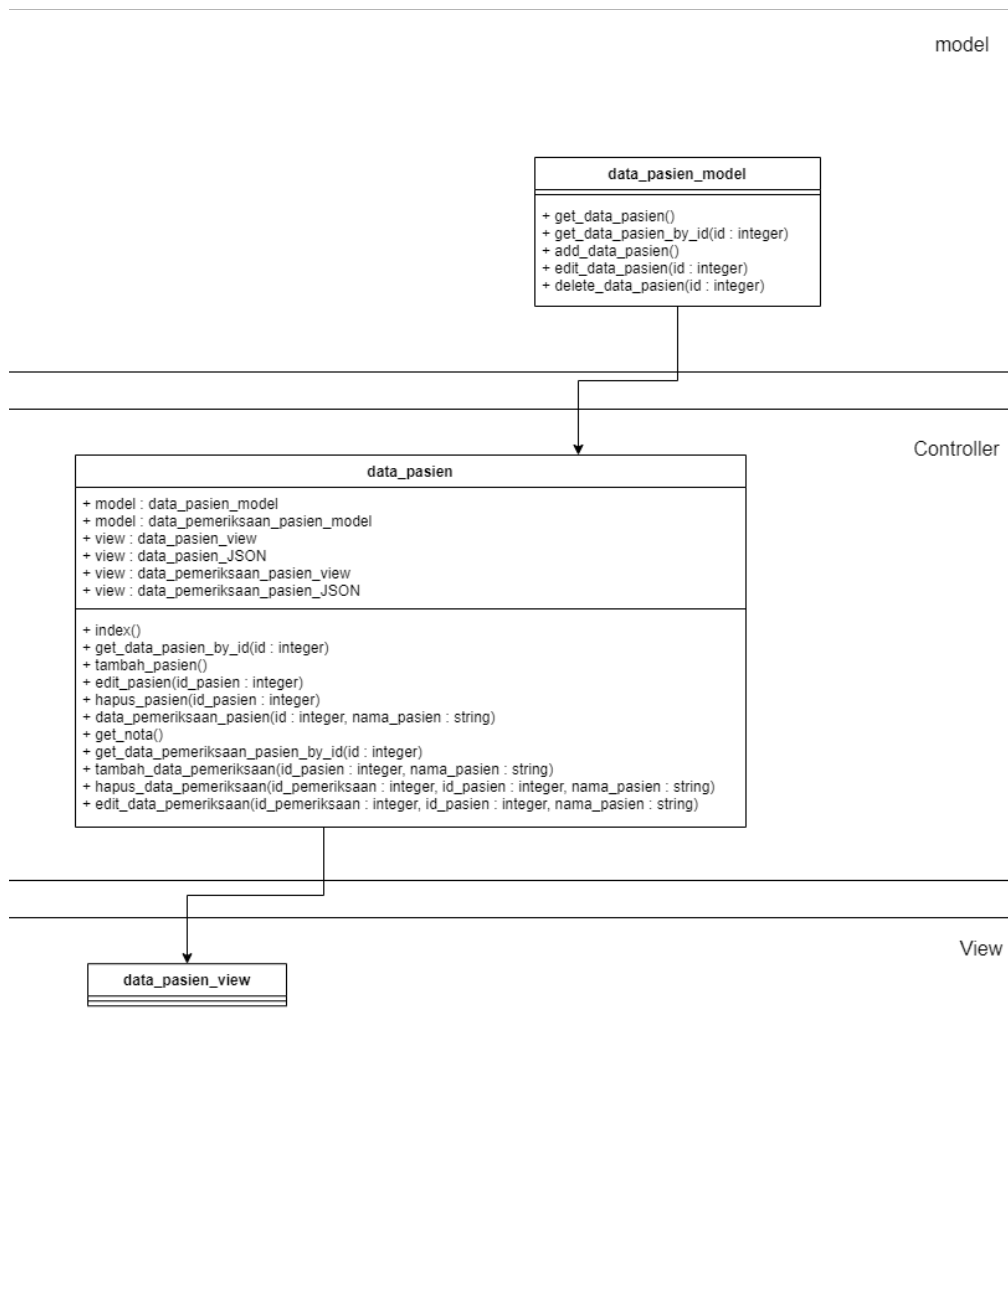 model
data_pasien_model
+ get_data_pasien()
+ get_data_pasien_by_id(id : integer)
+ add_data_pasien()
+ edit_data_pasien(id : integer)
+ delete_data_pasien(id : integer)
Controller
data_pasien
+ model : data_pasien_model
+ model : data_pemeriksaan_pasien_model
+ view : data_pasien_view
+ view : data_pasien_JSON
+ view : data_pemeriksaan_pasien_view
+ view : data_pemeriksaan_pasien_JSON
+ index()
+ get_data_pasien_by_id(id : integer)
+ tambah_pasien()
+ edit_pasien(id_pasien : integer)
+ hapus_pasien(id_pasien : integer)
+ data_pemeriksaan_pasien(id : integer, nama_pasien : string)
+ get_nota()
+ get_data_pemeriksaan_pasien_by_id(id : integer)
+ tambah_data_pemeriksaan(id_pasien : integer, nama_pasien : string)
+ hapus_data_pemeriksaan(id_pemeriksaan : integer, id_pasien : integer, nama_pasien : string)
+ edit_data_pemeriksaan(id_pemeriksaan : integer, id_pasien : integer, nama_pasien : string)
View
data_pasien_view